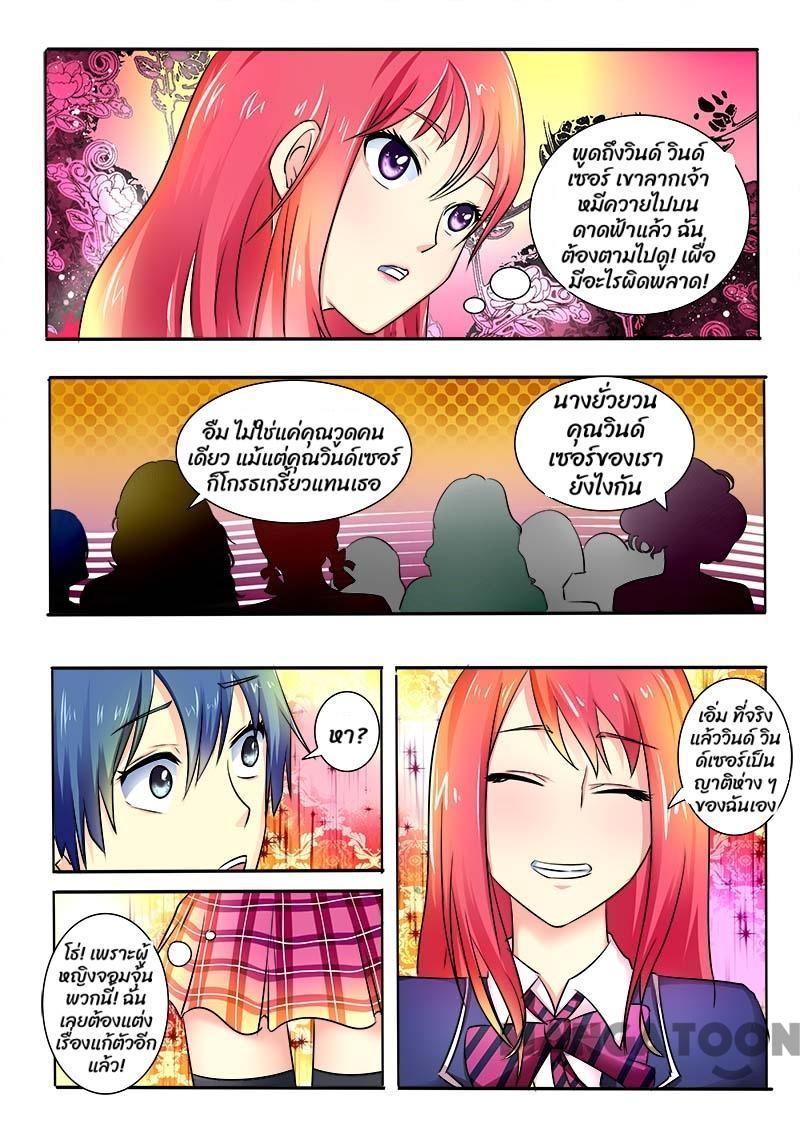 พูดถึงวินด์ วินด์
เซอร์ เขาลากเจ้า
หมีควายไปบน
ดาดฟ้าแล้ว ฉัน
ต้องตามไปดู! เผื่อ
มีอะไรผิดพลาด!
อืม ไม่ใช่แค่คุณวูดคน
เดียว แม้แต่คุณวินด์เซอร์
ก็โกรธเกรี้ยวแทนเธอ
นางยั่วยวน
คุณวินด์
เซอร์ของเรา
ยังไงกัน
หา?
เอิ่ม ที่จริง
แล้ววินด์ วิน
ด์เซอร์เป็น
ญาติห่าง ๆ
ของฉันเอง
โธ่! เพราะผู้
หญิงจอมจุ้น
พวกนี้! ฉัน
เลยต้องแต่ง
เรื่องแก้ตัวอีก
แล้ว!
MANGATOON